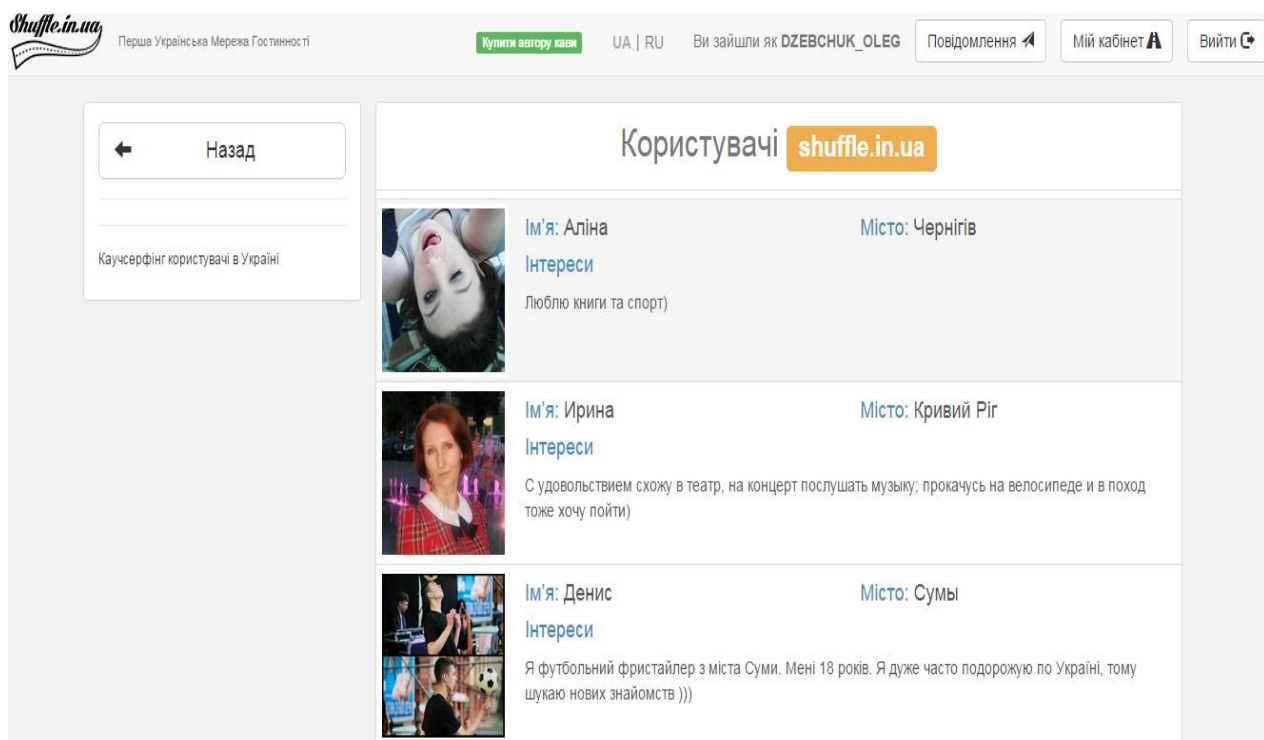 Shuffle.in.ua
Перша Українська Мережа Гостинності
Купити автору кави
UA | RU
Ви зайшли як DZEBCHUK_OLEG
Повідомлення
Мій кабінет
Вийти
Назад
Каучсерфінг користувачі в Україні
Користувачі shuffle.in.ua
Ім'я: Аліна
Місто: Чернігів
Інтереси
Люблю книги та спорт)
Ім'я: Ирина
Місто: Кривий Ріг
Інтереси
С удовольствием схожу в театр, на концерт послушать музыку; прокачусь на велосипеде и в поход
тоже хочу пойти)
Ім'я: Денис
Місто: Сумы
Інтереси
Я футбольний фристайлер з міста Суми. Мені 18 років. Я дуже часто подорожую по Україні, тому
шукаю нових знайомств )))